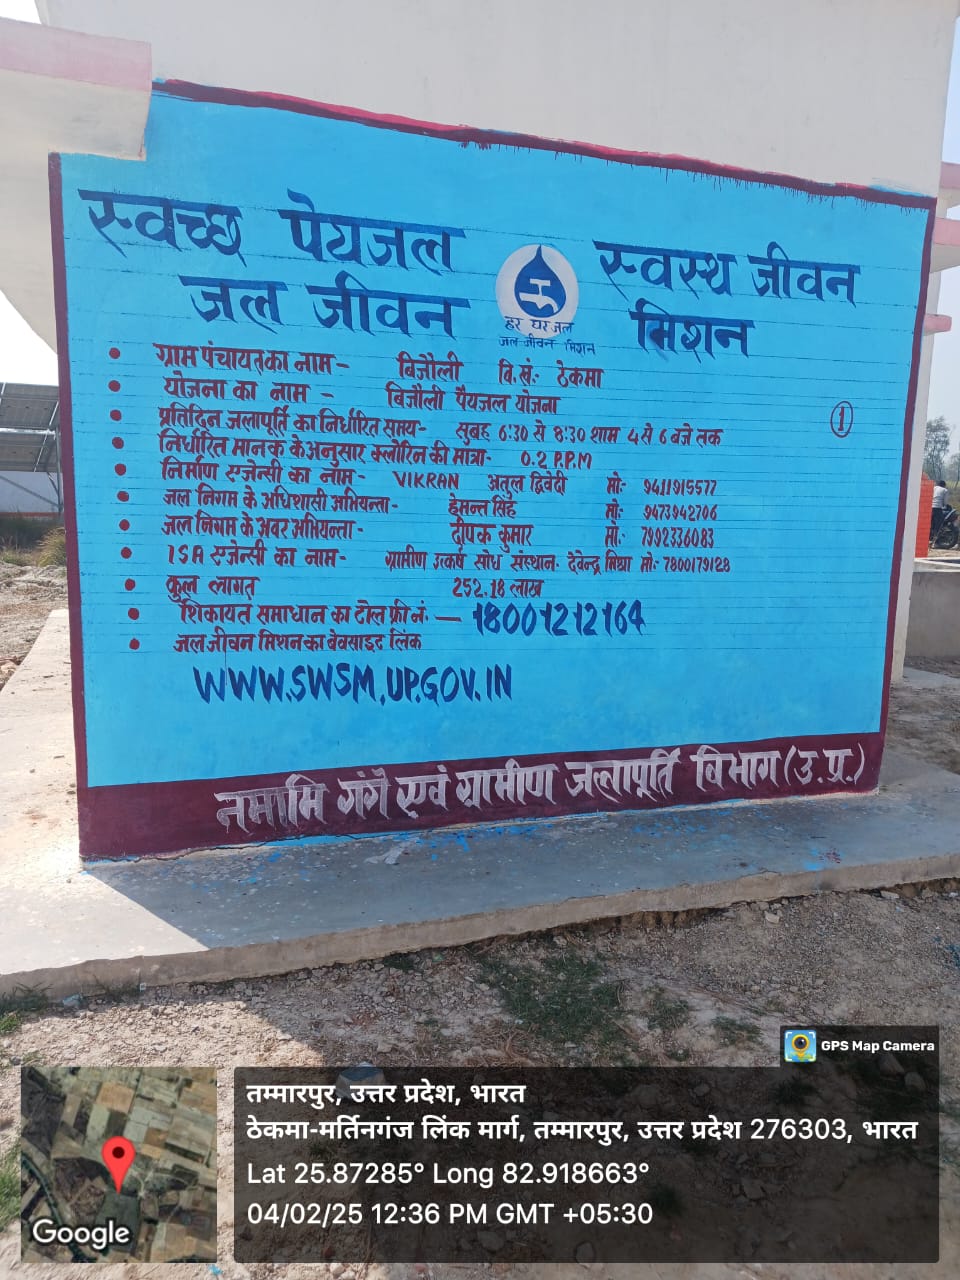 स्वच्छ पेयजल स्वस्थ जीवन
जल जीवन मिशन
हर घर जल
जल जीवन मिशन
• ग्राम पंचायत का नाम - बिजौली वि.सं:- ठेकमा
• योजना का नाम - बिजौली पेयजल योजना
1
• प्रतिदिन जलापूर्ति का निर्धारित समय- सुबह 6:30 से 8:30 शाम 4 से 6 बजे तक
• निर्धारित मानक के अनुसार क्लोरिन की मात्रा- 0.2 P.P.M
• निर्माण एजेन्सी का नाम- VIKRAN अतुल द्विवेदी मो:- 9411915577
• जल निगम के अधिशासी अभियन्ता- हेमन्त सिंह मो:- 9473942706
• जल निगम के अवर अभियन्ता- दीपक कुमार मो:- 7992336083
• ISA एजेन्सी का नाम- ग्रामीण उत्कर्ष सोध संस्थान- देवेन्द्र मिश्रा मो:- 7800179128
• कुल लागत 252.18 लाख
• शिकायत समाधान का टोल फ्री नं:- 18001212164
• जल जीवन मिशन का वेवसाइट लिंक
WWW.SWSM.UP.GOV.IN
नमामि गंगे एवं ग्रामीण जलापूर्ति विभाग (उ.प्र.)
GPS Map Camera
तम्मारपुर, उत्तर प्रदेश, भारत
ठेकमा-मर्तिनगंज लिंक मार्ग, तम्मारपुर, उत्तर प्रदेश 276303, भारत
Lat 25.87285° Long 82.918663°
04/02/25 12:36 PM GMT +05:30
Google